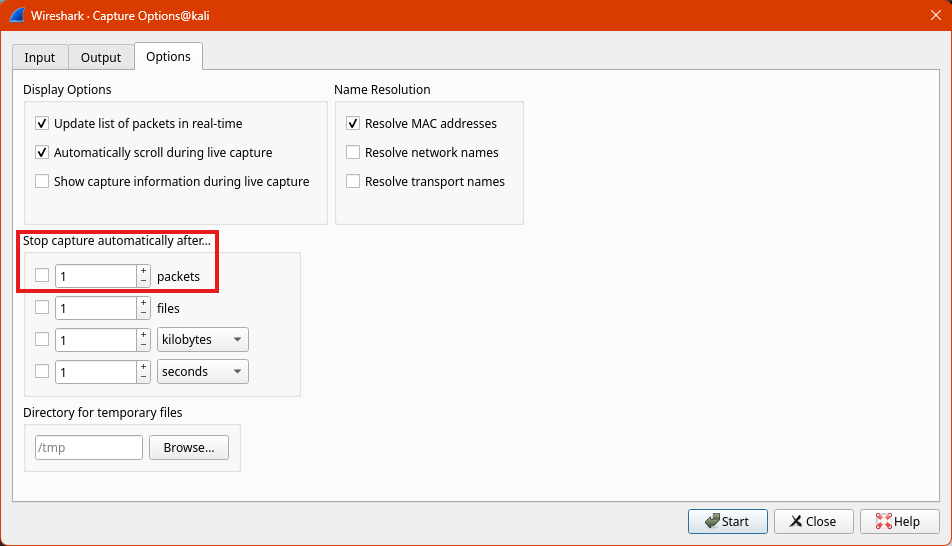 Wireshark · Capture Options@kali
Input Output Options
Display Options
Update list of packets in real-time
Automatically scroll during live capture
Show capture information during live capture
Name Resolution
Resolve MAC addresses
Resolve network names
Resolve transport names
Stop capture automatically after...
1 packets
1 files
1 kilobytes
1 seconds
Directory for temporary files
/tmp Browse...
Start Close Help